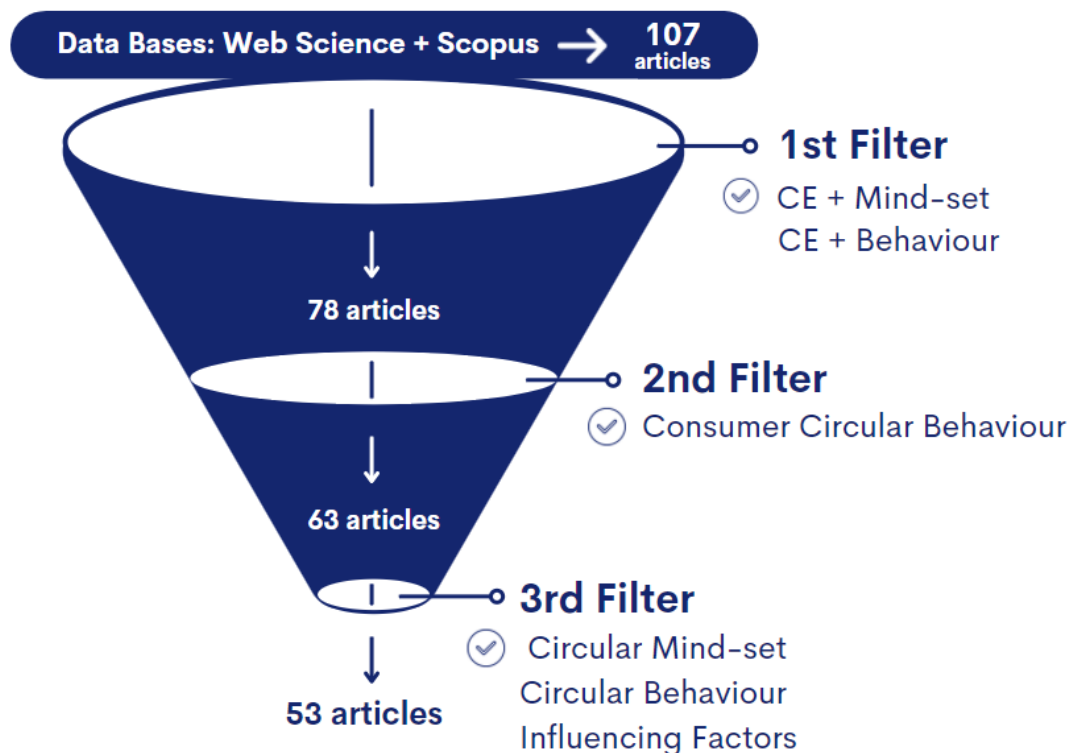 Data Bases: Web Science + Scopus
107
articles
1st Filter
CE + Mind-set
CE + Behaviour
78 articles
2nd Filter
Consumer Circular Behaviour
63 articles
3rd Filter
Circular Mind-set
Circular Behaviour
Influencing Factors
53 articles